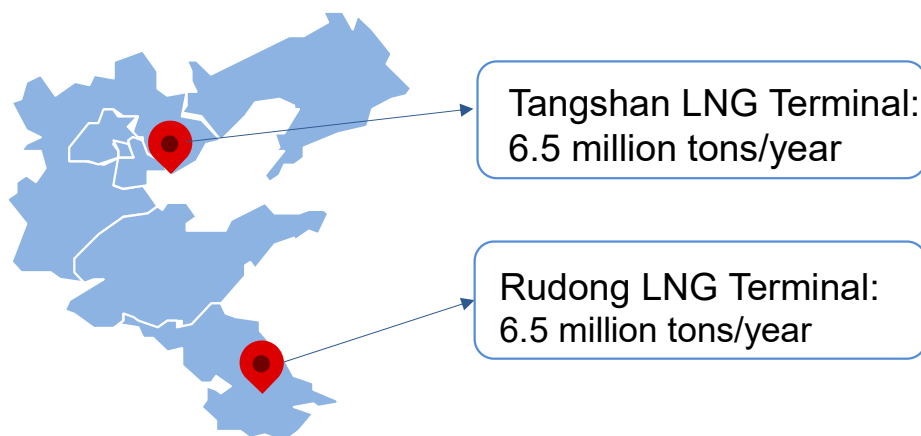 Tangshan LNG Terminal:
6.5 million tons/year
Rudong LNG Terminal:
6.5 million tons/year